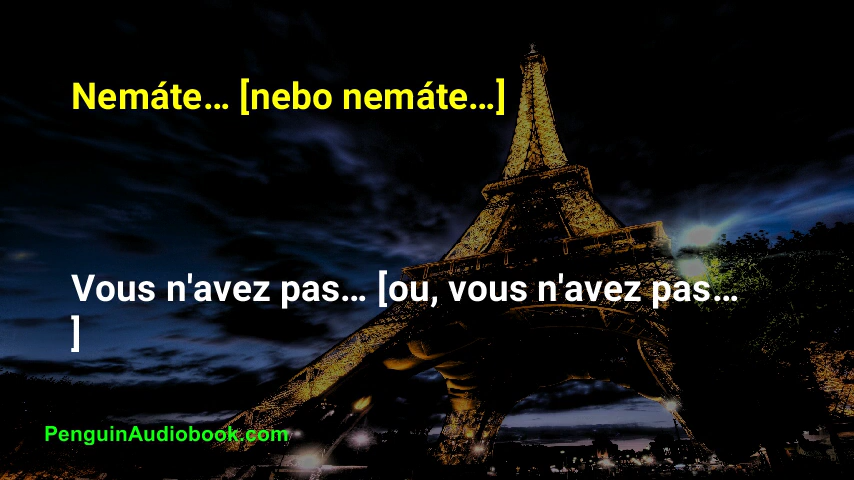 Nemáte… [nebo nemáte…]
Vous n'avez pas… [ou, vous n'avez pas…
]
PenguinAudiobook.com